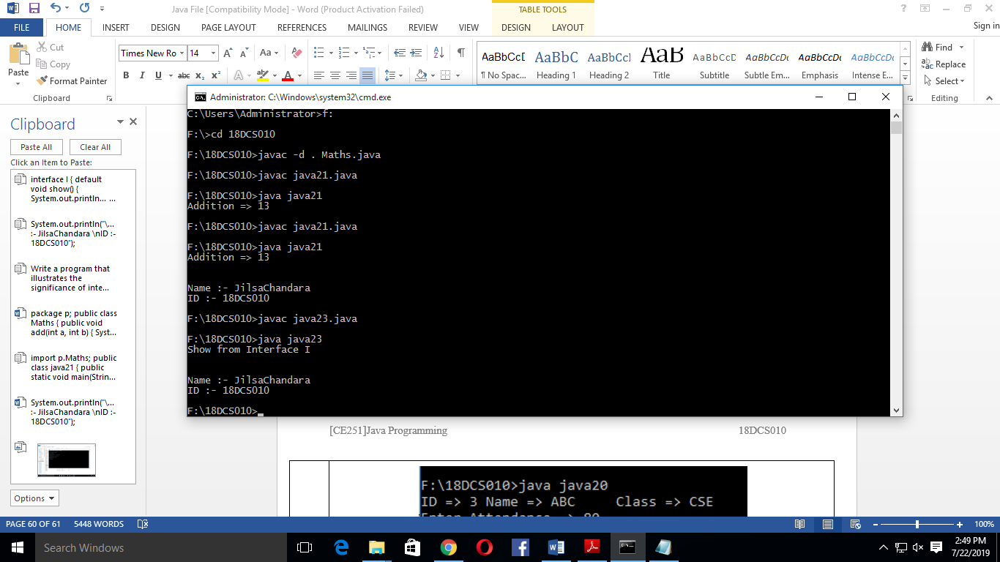 Java File [Compatibility Mode] - Word (Product Activation Failed)
TABLE TOOLS
FILE HOME INSERT DESIGN PAGE LAYOUT REFERENCES MAILINGS REVIEW VIEW DESIGN LAYOUT Sign in
Paste
Cut
Copy
Format Painter
Clipboard
Times New Ro 14
AaBbCcD AaBbC AaBbCc AaB AaBbCcD AaBbCcDc AaBbCcDc AaBbCcDc
¶ No Spac... Heading 1 Heading 2 Title Subtitle Subtle Em... Emphasis Intense E...
Find
Replace
Select
Editing
Clipboard
Paste All Clear All
Click an Item to Paste:
interface I { default
void show() {
System.out.println... ...
System.out.println("\...
:- JilsaChandara \nID :-
18DCS010");
Write a program that
illustrates the
significance of inte...
package p; public class
Maths { public void
add(int a, int b) { Syst...
import p.Maths; public
class java21 { public
static void main(Strin...
System.out.println("\...
:- JilsaChandara \nID :-
18DCS010");
Options
Administrator: C:\Windows\system32\cmd.exe
C:\Users\Administrator>f:
F:\>cd 18DCS010
F:\18DCS010>javac -d . Maths.java
F:\18DCS010>javac java21.java
F:\18DCS010>java java21
Addition => 13
F:\18DCS010>javac java21.java
F:\18DCS010>java java21
Addition => 13
Name :- JilsaChandara
ID :- 18DCS010
F:\18DCS010>javac java23.java
F:\18DCS010>java java23
Show from Interface I
Name :- JilsaChandara
ID :- 18DCS010
F:\18DCS010>
[CE251]Java Programming 18DCS010
F:\18DCS010>java java20
ID => 3 Name => ABC Class => CSE
Enter Attendance => 80
PAGE 60 OF 61 5448 WORDS 100%
Search Windows
2:49 PM
7/22/2019